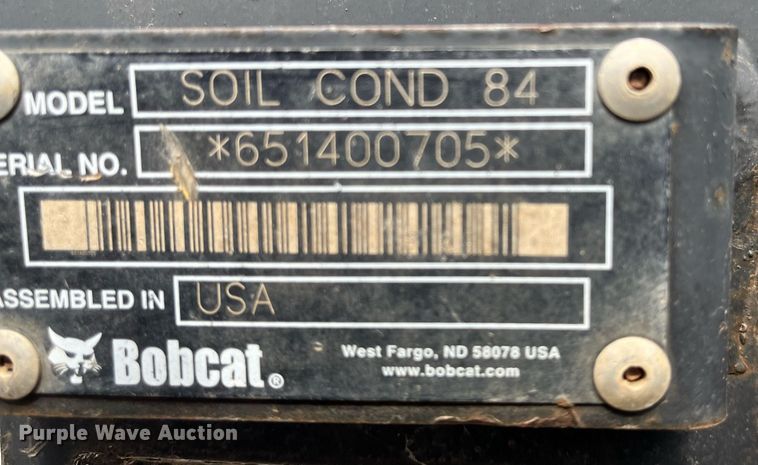 MODEL SOIL COND 84
ERIAL NO. *651400705*
ASSEMBLED IN USA
Bobcat® West Fargo, ND 58078 USA
www.bobcat.com
Purple Wave Auction